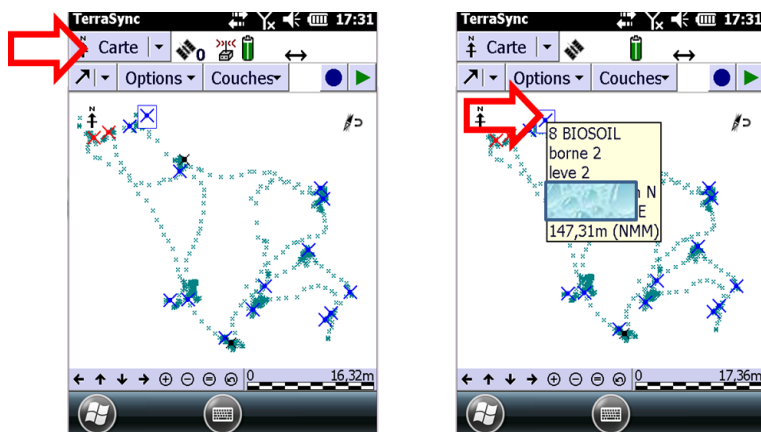 TerraSync 17:31
Carte 0
Options Couches
N
0 16,32m
TerraSync 17:31
Carte
Options Couches
N
8 BIOSOIL
borne 2
leve 2
N
E
147,31m (NMM)
0 17,36m